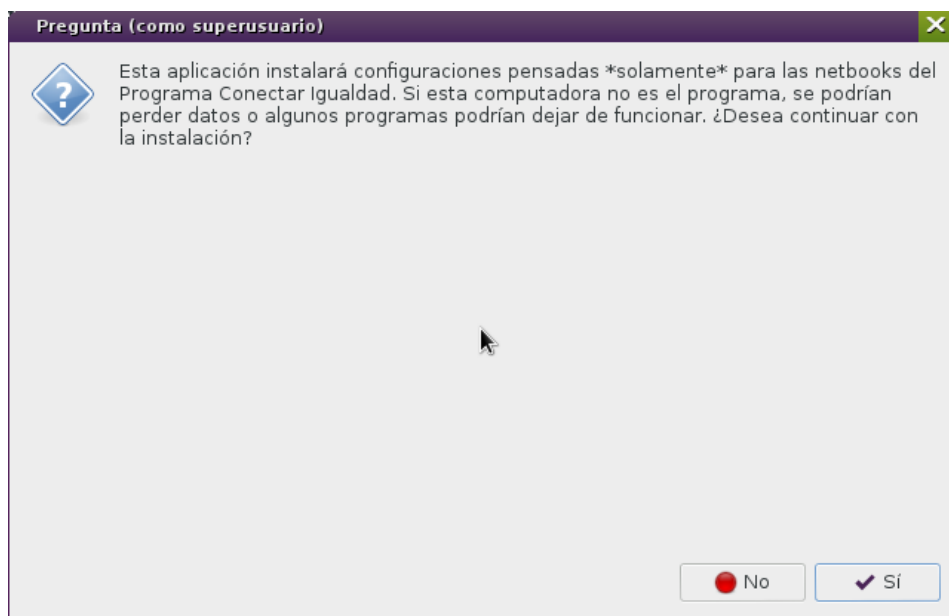 Pregunta (como superusuario)
Esta aplicación instalará configuraciones pensadas *solamente* para las netbooks del
Programa Conectar Igualdad. Si esta computadora no es el programa, se podrían
perder datos o algunos programas podrían dejar de funcionar. ¿Desea continuar con
la instalación?
No
Sí